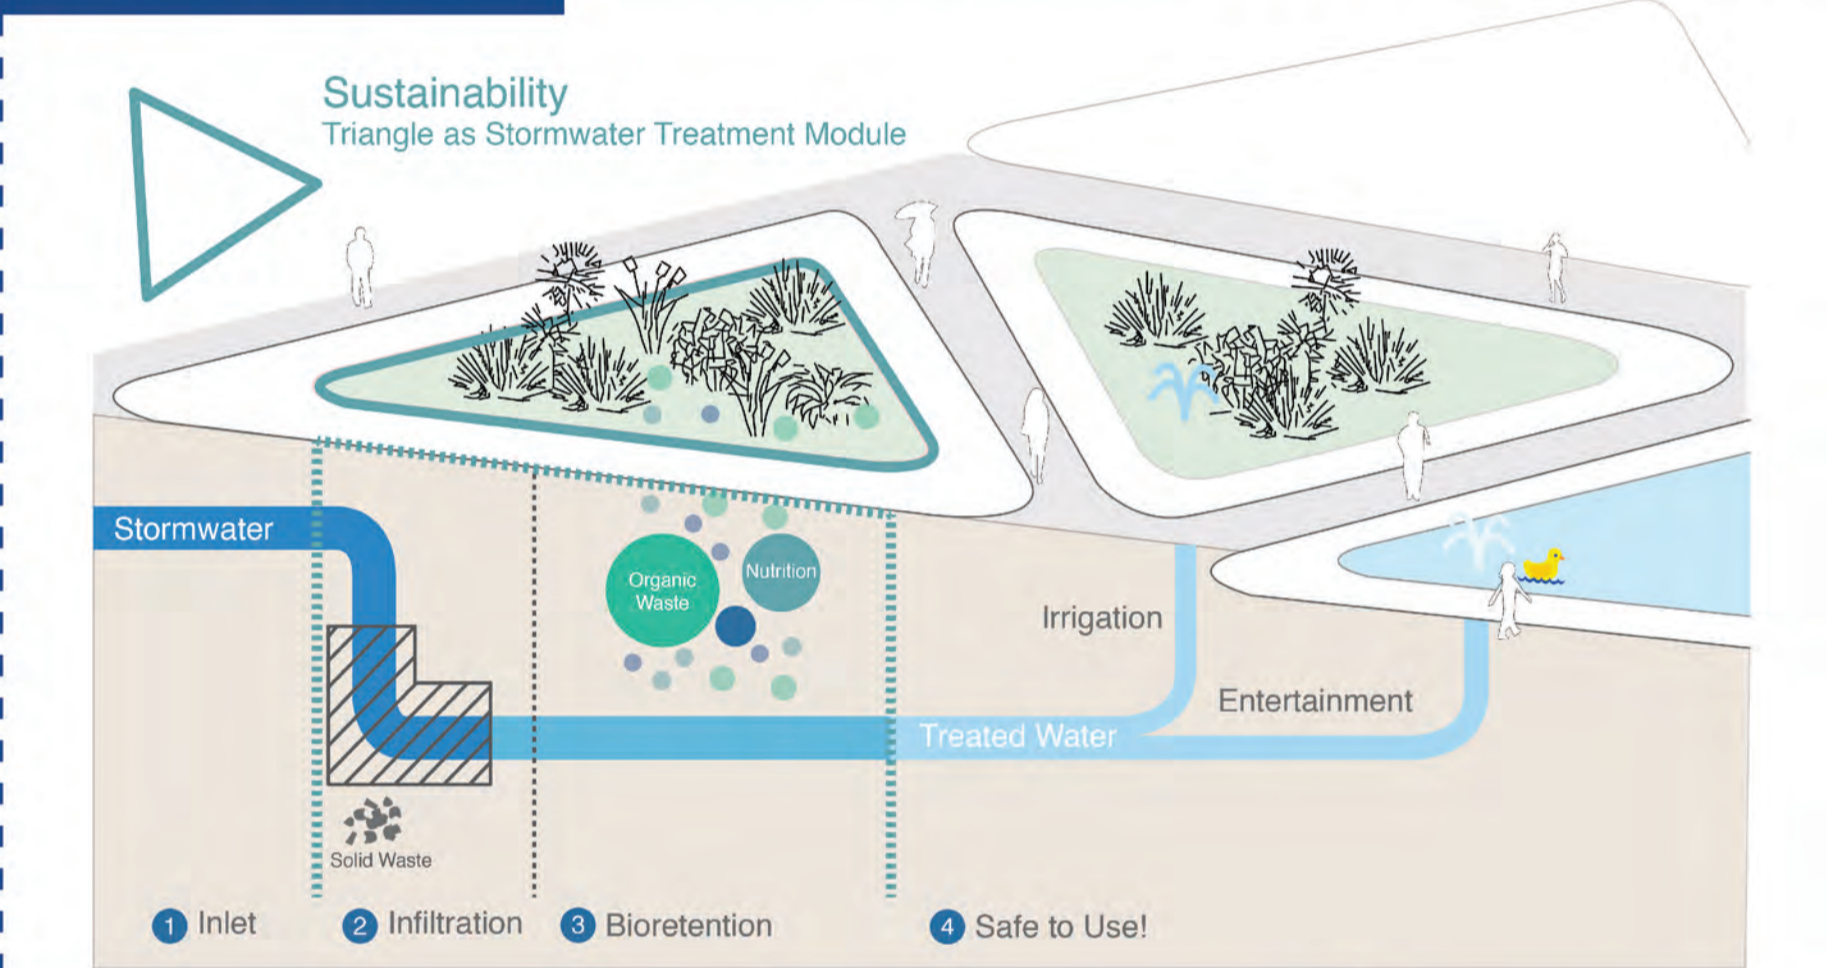 Sustainability
Triangle as Stormwater Treatment Module
Stormwater
Organic
Waste
Nutrition
Irrigation
Entertainment
Treated Water
Solid Waste
1 Inlet
2 Infiltration
3 Bioretention
4 Safe to Use!